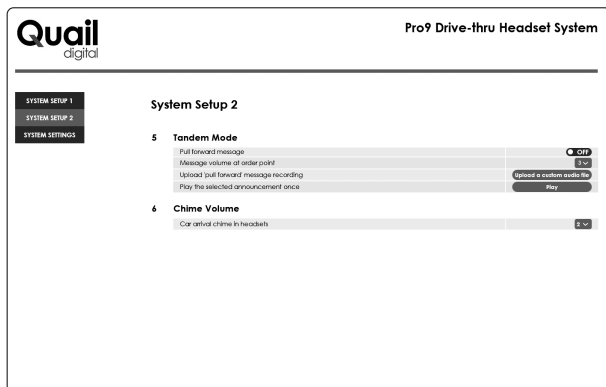 Quail
digital
Pro9 Drive-thru Headset System
SYSTEM SETUP 1
SYSTEM SETUP 2
SYSTEM SETTINGS
System Setup 2
5 Tandem Mode
Pull forward message OFF
Message volume at order point 3
Upload 'pull forward' message recording Upload a custom audio file
Play the selected announcement once Play
6 Chime Volume
Car arrival chime in headsets 2